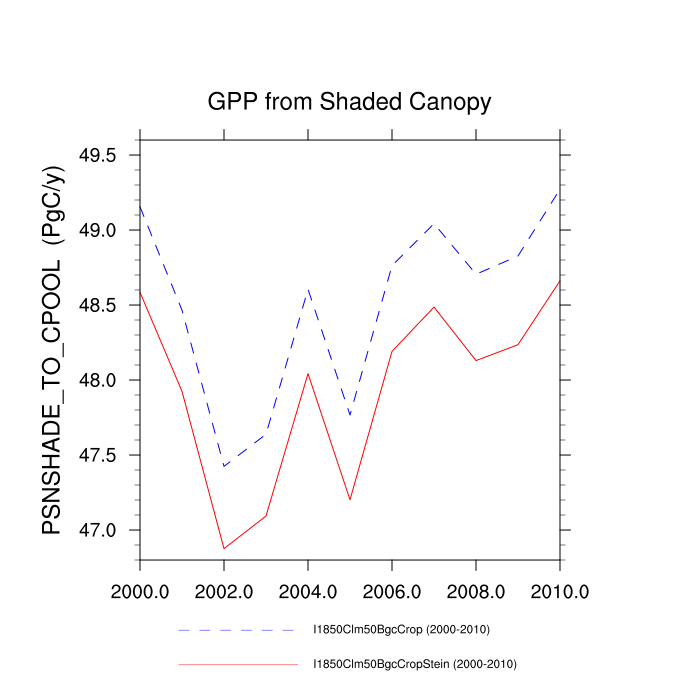 GPP from Shaded Canopy
PSNSHADE_TO_CPOOL (PgC/y)
49.5
49.0
48.5
48.0
47.5
47.0
2000.0 2002.0 2004.0 2006.0 2008.0 2010.0
I1850Clm50BgcCrop (2000-2010)
I1850Clm50BgcCropStein (2000-2010)